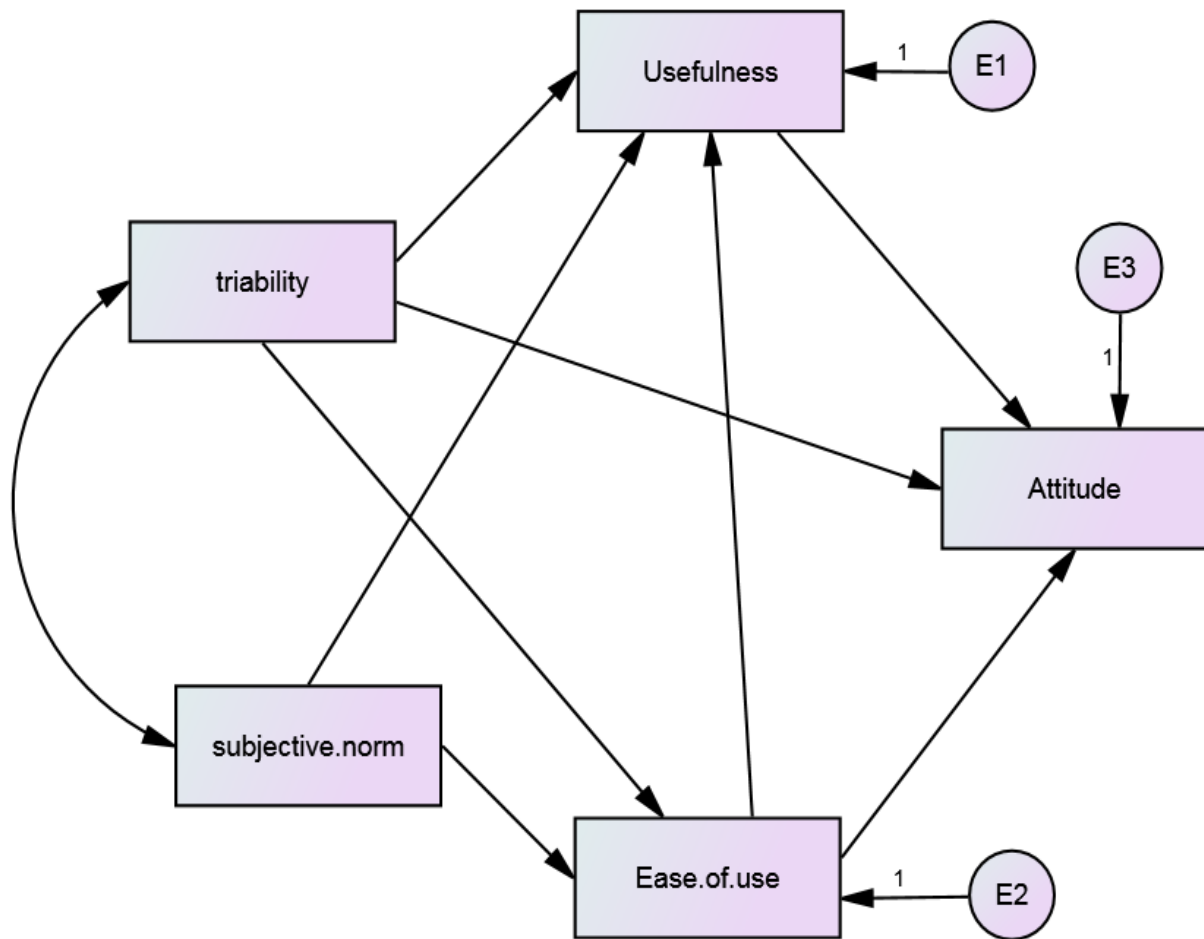 Usefulness
1
E1
triability
E3
1
Attitude
subjective.norm
Ease.of.use
1
E2